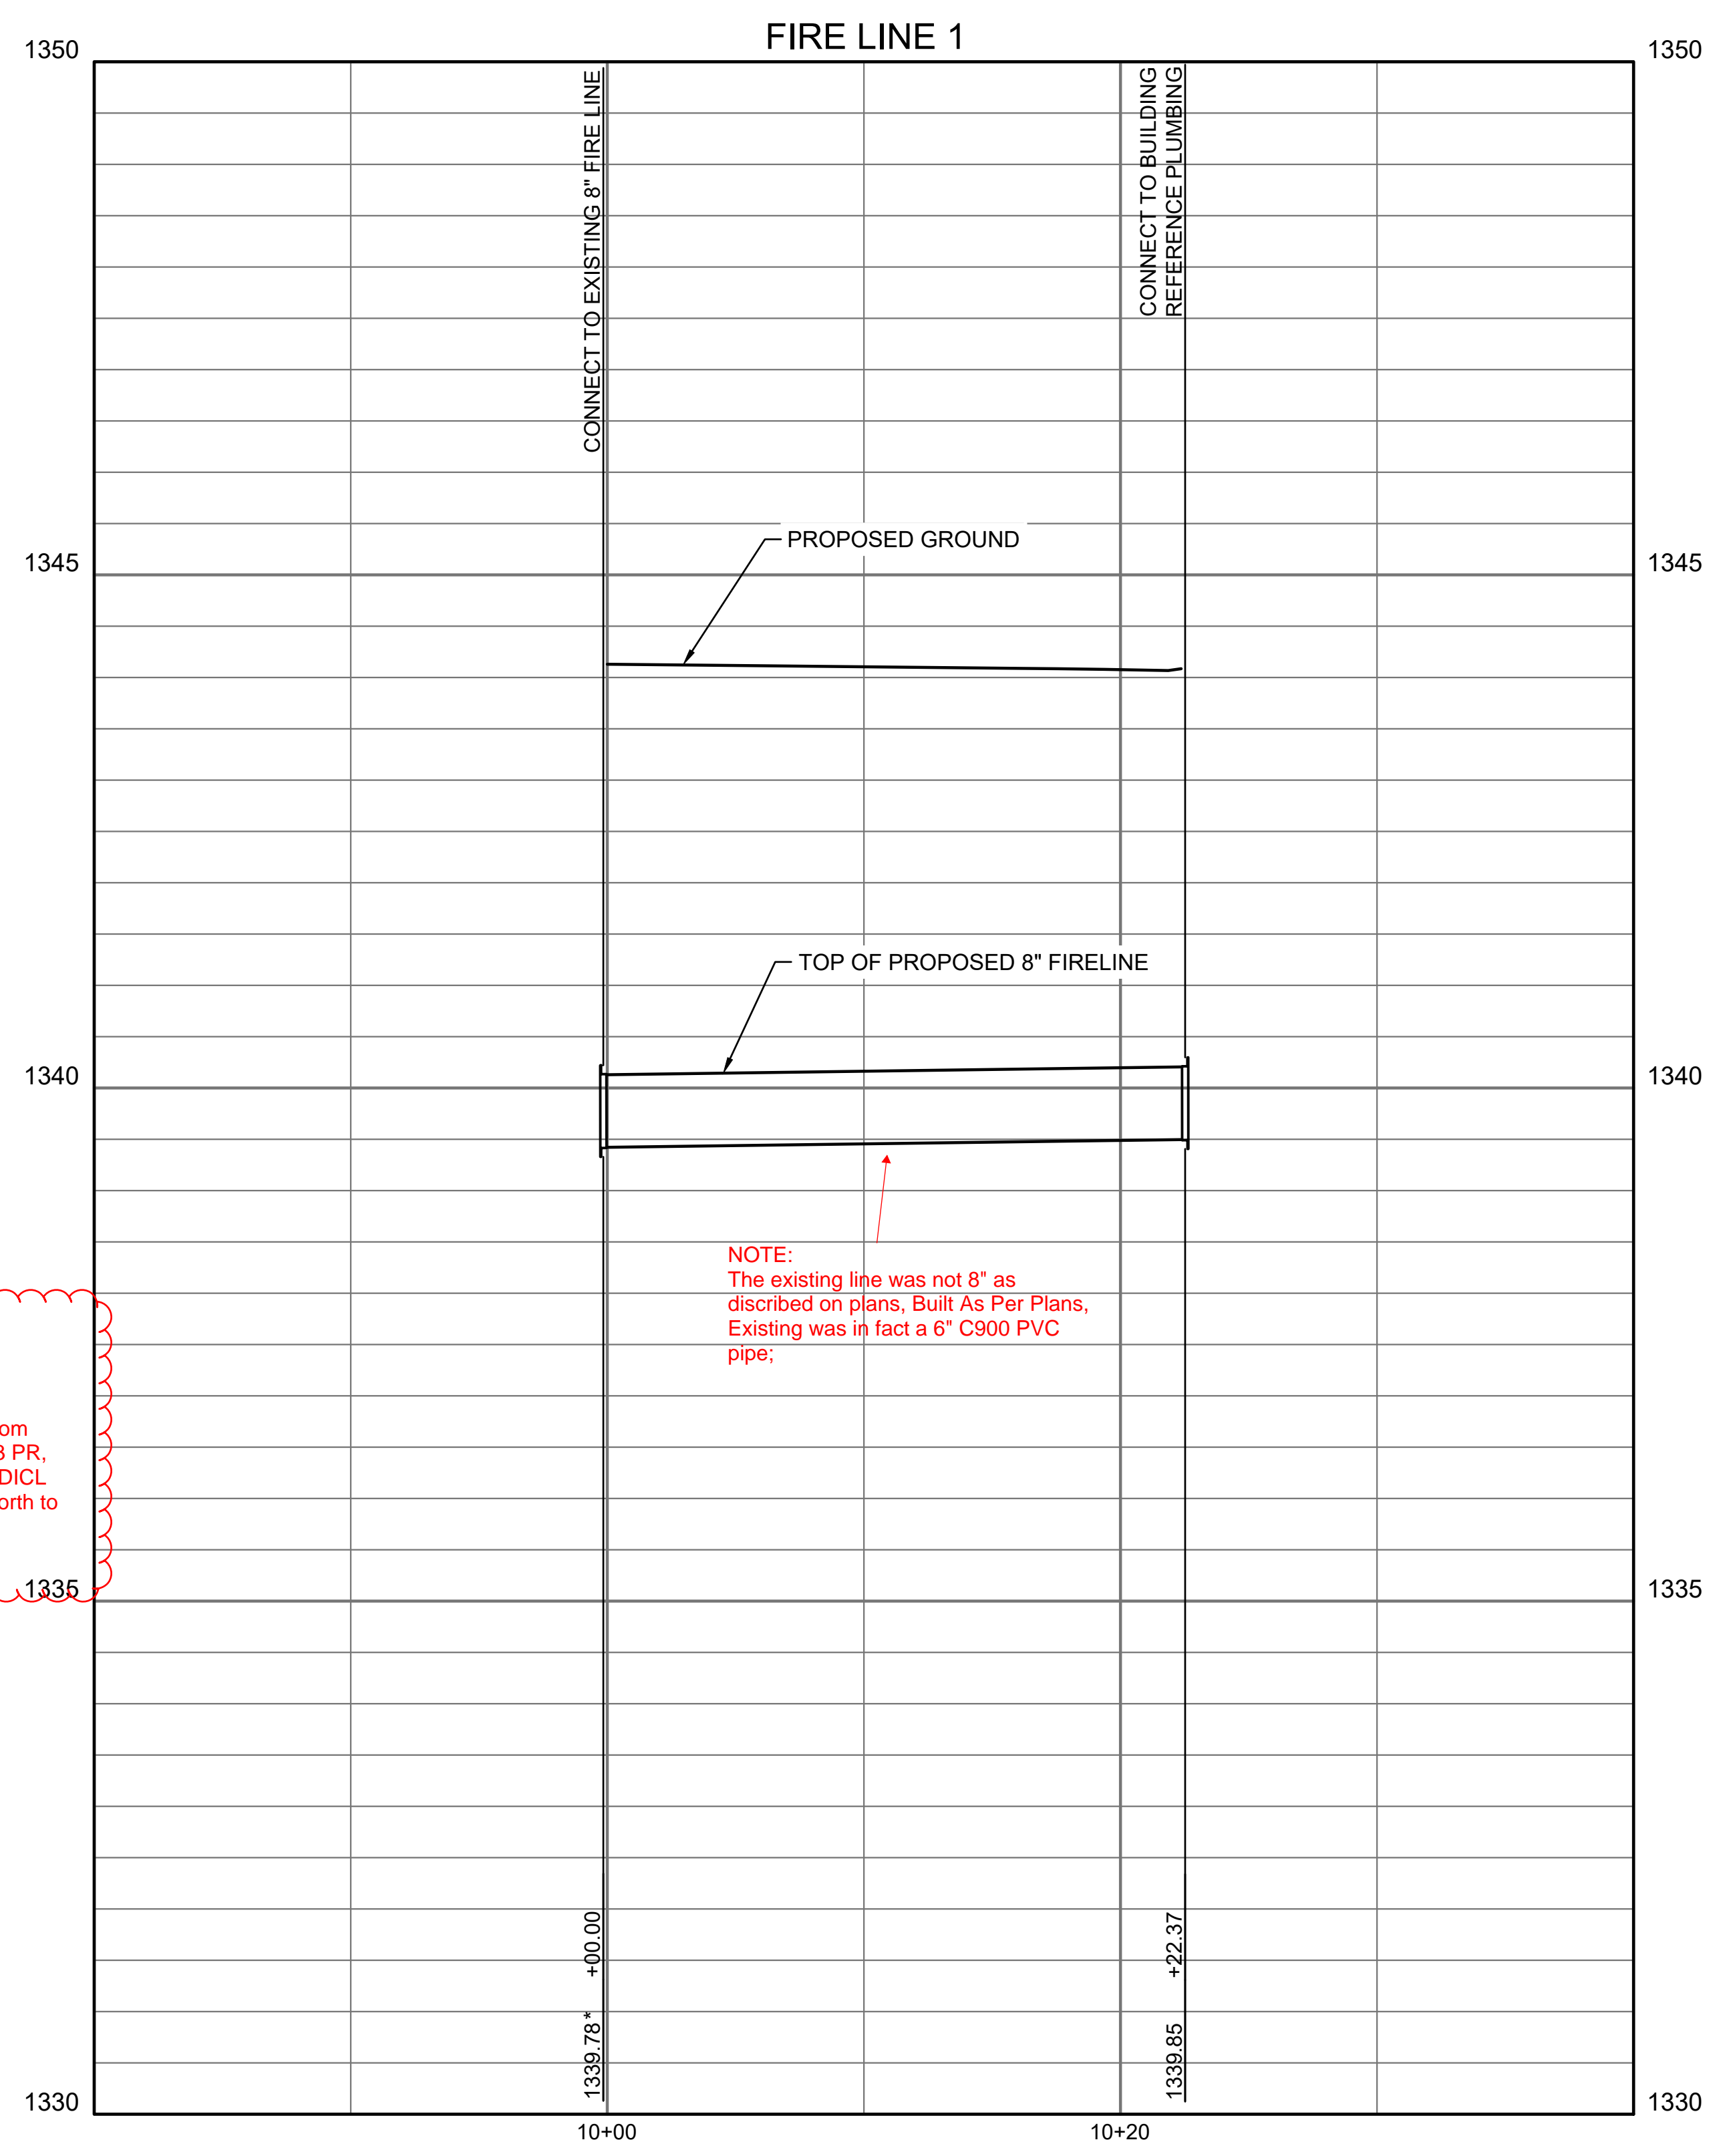 FIRE LINE 1
1350
1350
CONNECT TO EXISTING 8" FIRE LINE
CONNECT TO BUILDING
REFERENCE PLUMBING
PROPOSED GROUND
1345
1345
TOP OF PROPOSED 8" FIRELINE
1340
1340
NOTE:
The existing line was not 8" as
discribed on plans, Built As Per Plans,
Existing was in fact a 6" C900 PVC
pipe;
PR,
DICL
to
1335
1335
1339.78* +00.00
1339.85 +22.37
1330
1330
10+00
10+20